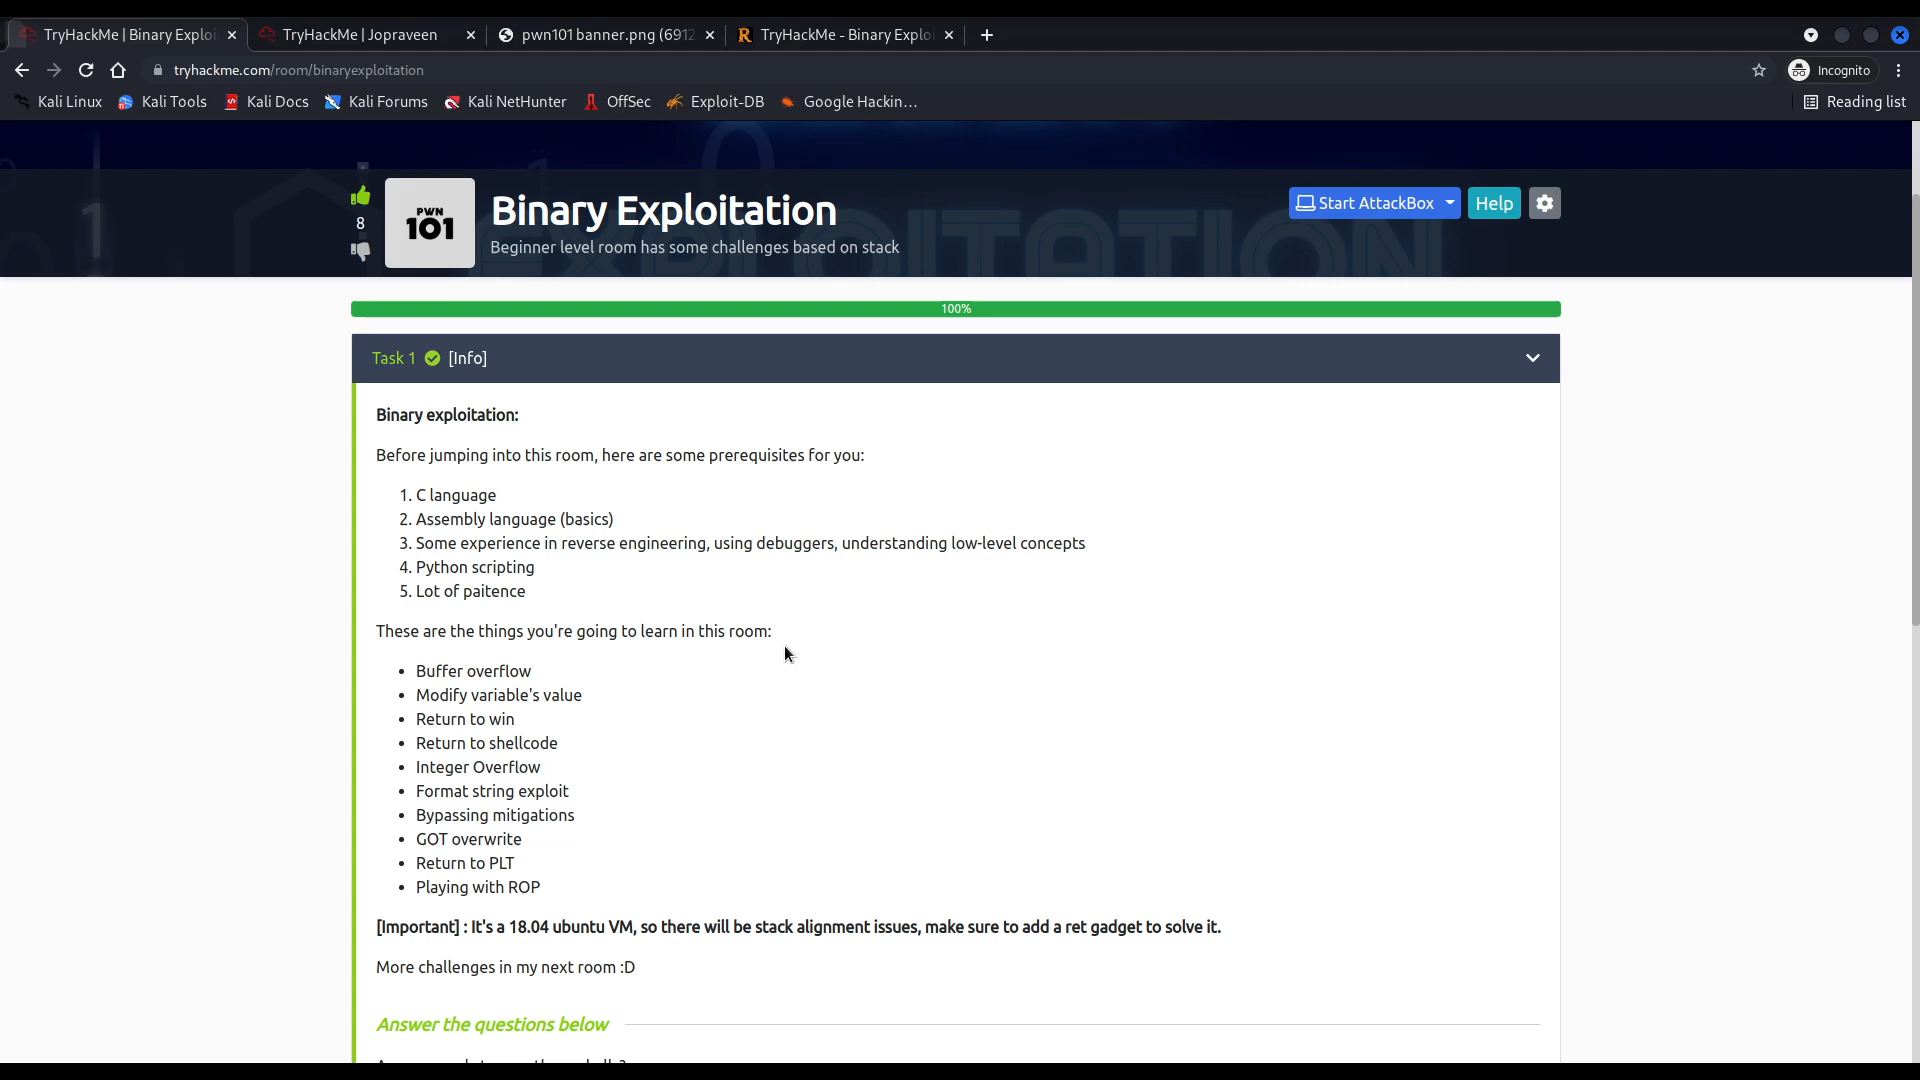 TryHackMe | Binary Exploi
TryHackMe | Jopraveen
pwn101 banner.png (6912
TryHackMe - Binary Explo
tryhackme.com/room/binaryexploitation
Incognito
Kali Linux
Kali Tools
Kali Docs
Kali Forums
Kali NetHunter
OffSec
Exploit-DB
Google Hackin…
Reading list
8
PWN
101
Binary Exploitation
Beginner level room has some challenges based on stack
Start AttackBox
Help
EXPLOITATION
100%
Task 1 [Info]
Binary exploitation:
Before jumping into this room, here are some prerequisites for you:
1. C language
2. Assembly language (basics)
3. Some experience in reverse engineering, using debuggers, understanding low-level concepts
4. Python scripting
5. Lot of paitence
These are the things you're going to learn in this room:
• Buffer overflow
• Modify variable's value
• Return to win
• Return to shellcode
• Integer Overflow
• Format string exploit
• Bypassing mitigations
• GOT overwrite
• Return to PLT
• Playing with ROP
[Important] : It's a 18.04 ubuntu VM, so there will be stack alignment issues, make sure to add a ret gadget to solve it.
More challenges in my next room :D
Answer the questions below